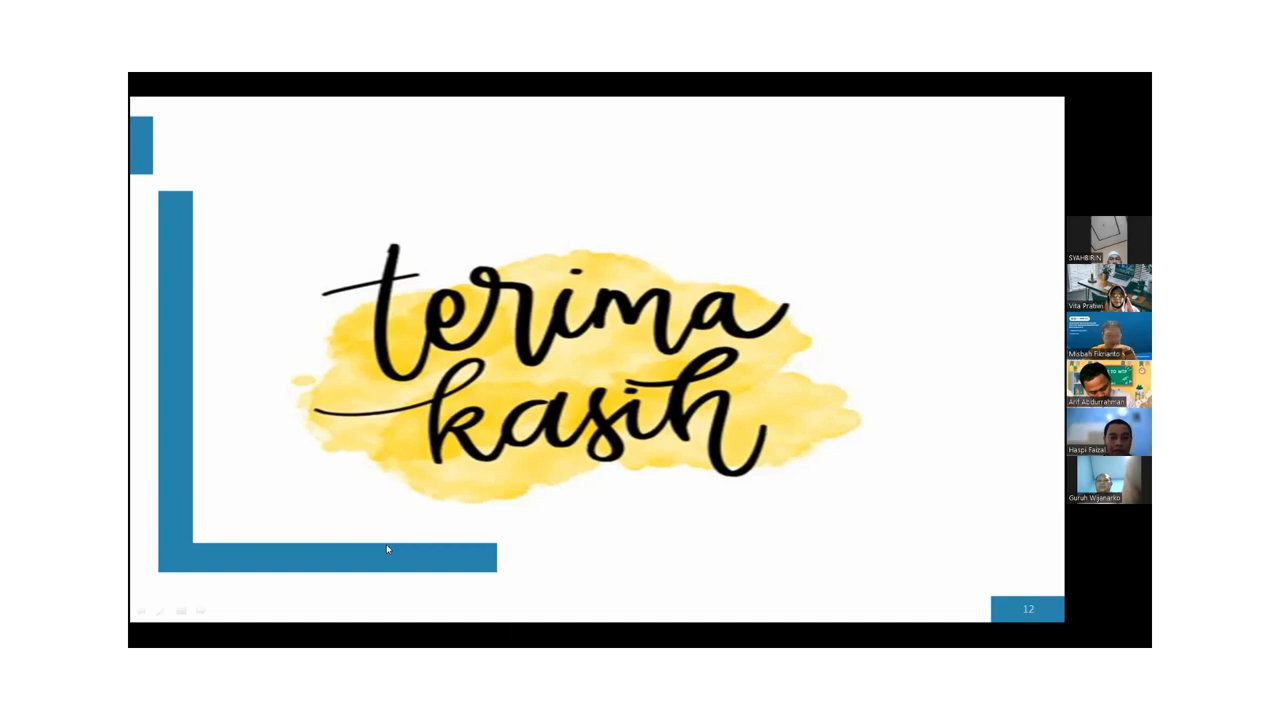 terima
kasih
12
SYAHBIRIN
Vita Pratiwi
Misbah Fikrianto
Arif Abdurrahman
Haspi Faizal
Guruh Wijanarko